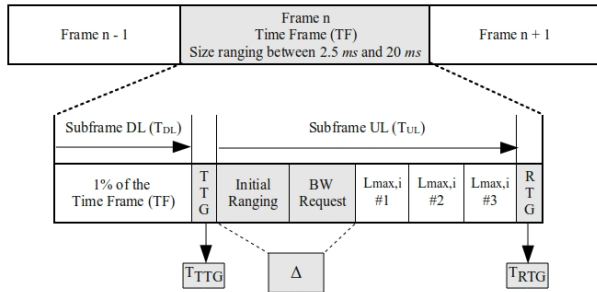 Frame n - 1
Frame n
Time Frame (TF)
Size ranging between 2.5 ms and 20 ms
Frame n + 1
Subframe DL (TDL)
Subframe UL (TUL)
1% of the
Time Frame (TF)
T
T
G
Initial
Ranging
BW
Request
Lmax,i
#1
Lmax,i
#2
Lmax,i
#3
R
T
G
TTTG
Δ
TRTG